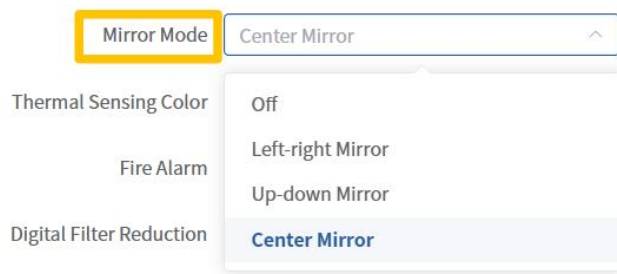 Mirror Mode Center Mirror
Thermal Sensing Color Off
Left-right Mirror
Fire Alarm
Up-down Mirror
Digital Filter Reduction Center Mirror